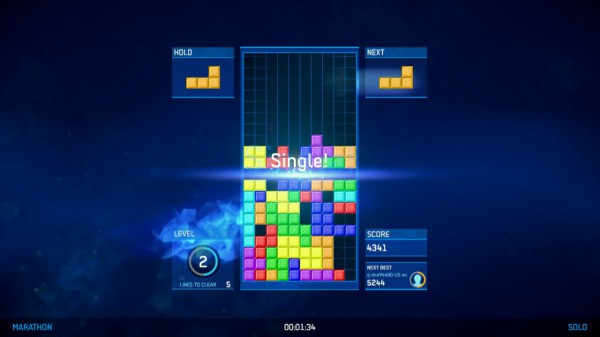 HOLD
NEXT
Single!
LEVEL
2
LINES TO CLEAR 5
SCORE
4341
NEXT BEST
5244
MARATHON
00:01:34
SOLO